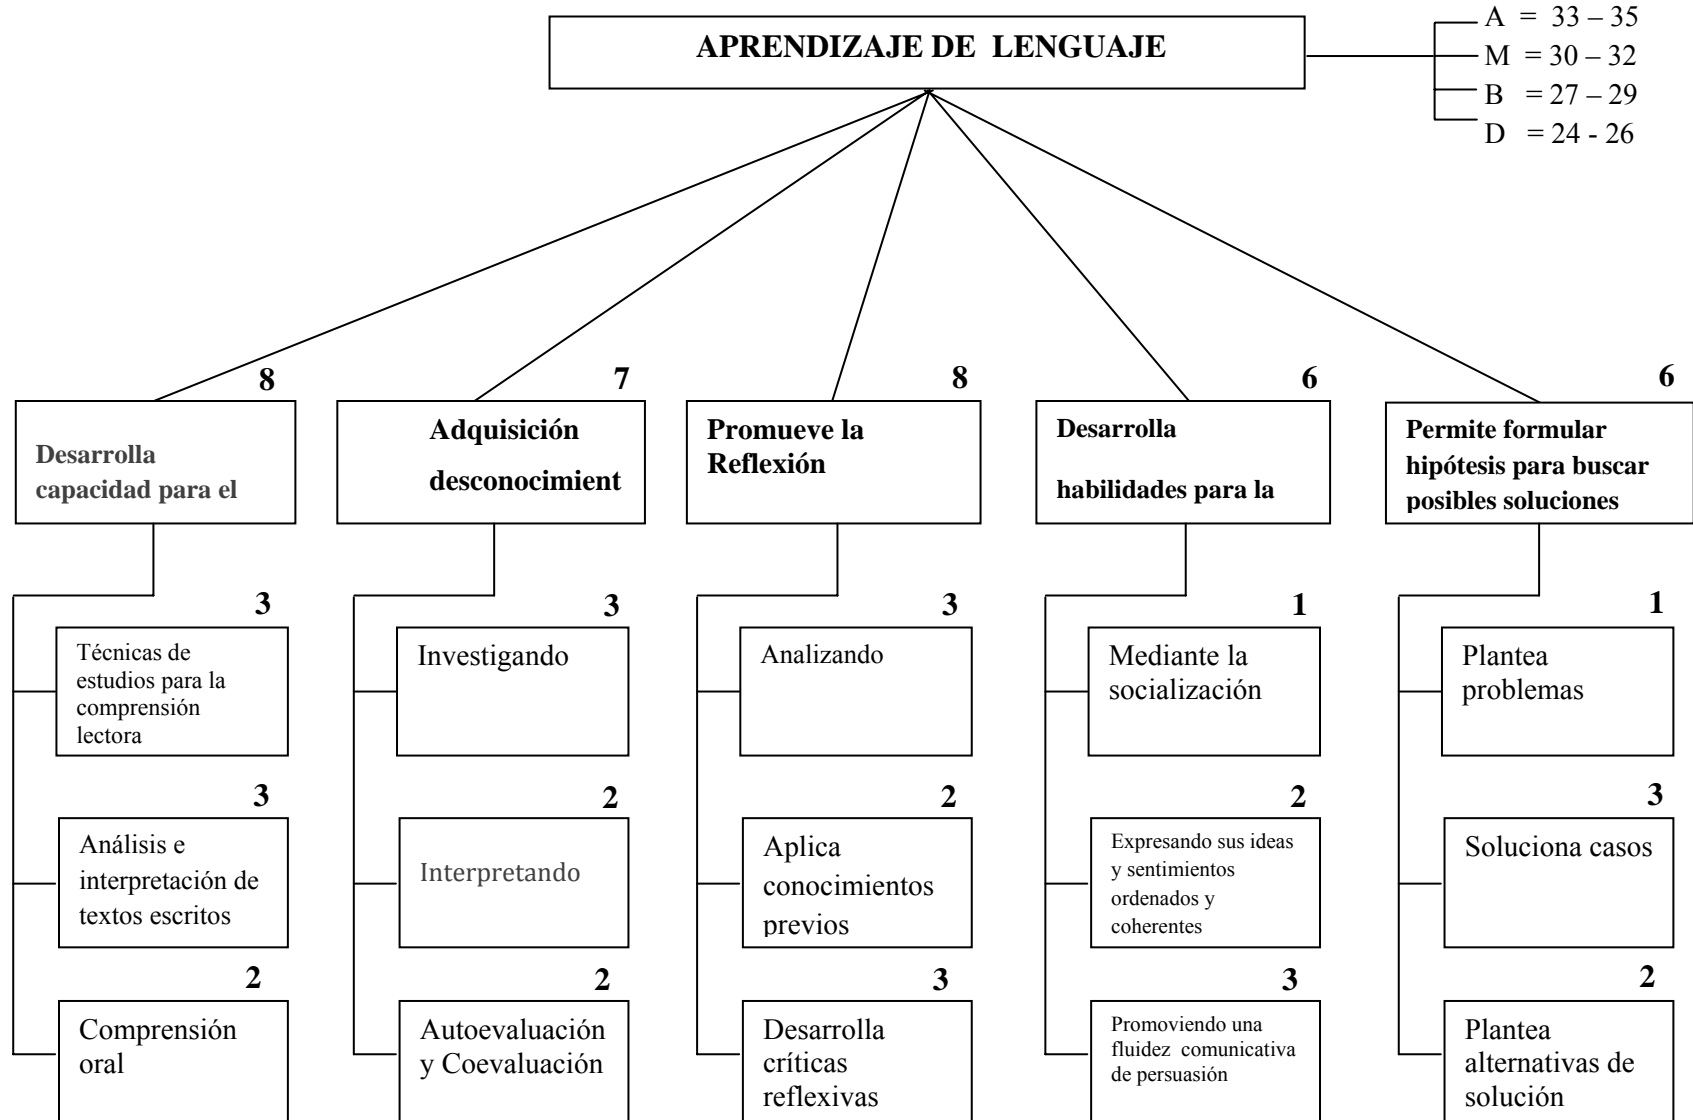 APRENDIZAJE DE LENGUAJE
A = 33 – 35
M = 30 – 32
B = 27 – 29
D = 24 - 26
8
7
8
6
6
Desarrolla
capacidad para el
Adquisición
desconocimient
Promueve la
Reflexión
Desarrolla
habilidades para la
Permite formular
hipótesis para buscar
posibles soluciones
3
3
3
1
1
Técnicas de
estudios para la
comprensión
lectora
Investigando
Analizando
Mediante la
socialización
Plantea
problemas
3
2
2
2
3
Análisis e
interpretación de
textos escritos
Interpretando
Aplica
conocimientos
previos
Expresando sus ideas
y sentimientos
ordenados y
coherentes
Soluciona casos
2
2
3
3
2
Comprensión
oral
Autoevaluación
y Coevaluación
Desarrolla
críticas
reflexivas
Promoviendo una
fluidez comunicativa
de persuasión
Plantea
alternativas de
solución